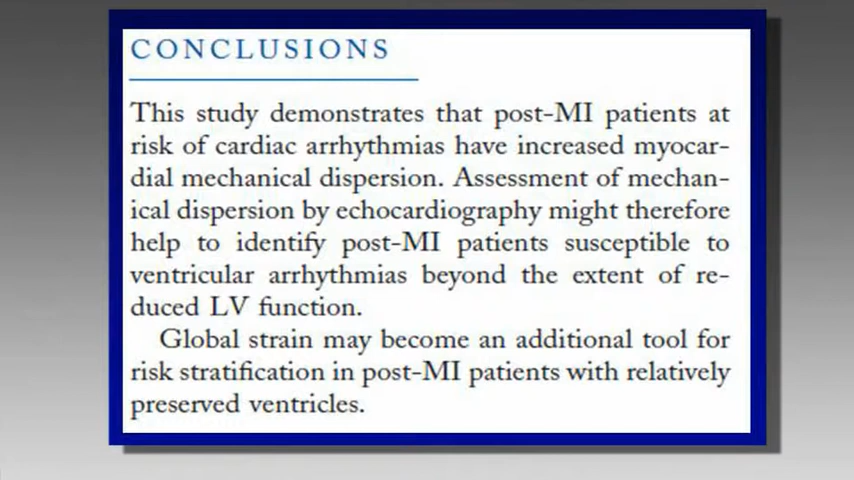 CONCLUSIONS
This study demonstrates that post-MI patients at
risk of cardiac arrhythmias have increased myocar-
dial mechanical dispersion. Assessment of mechan-
ical dispersion by echocardiography might therefore
help to identify post-MI patients susceptible to
ventricular arrhythmias beyond the extent of re-
duced LV function.
Global strain may become an additional tool for
risk stratification in post-MI patients with relatively
preserved ventricles.